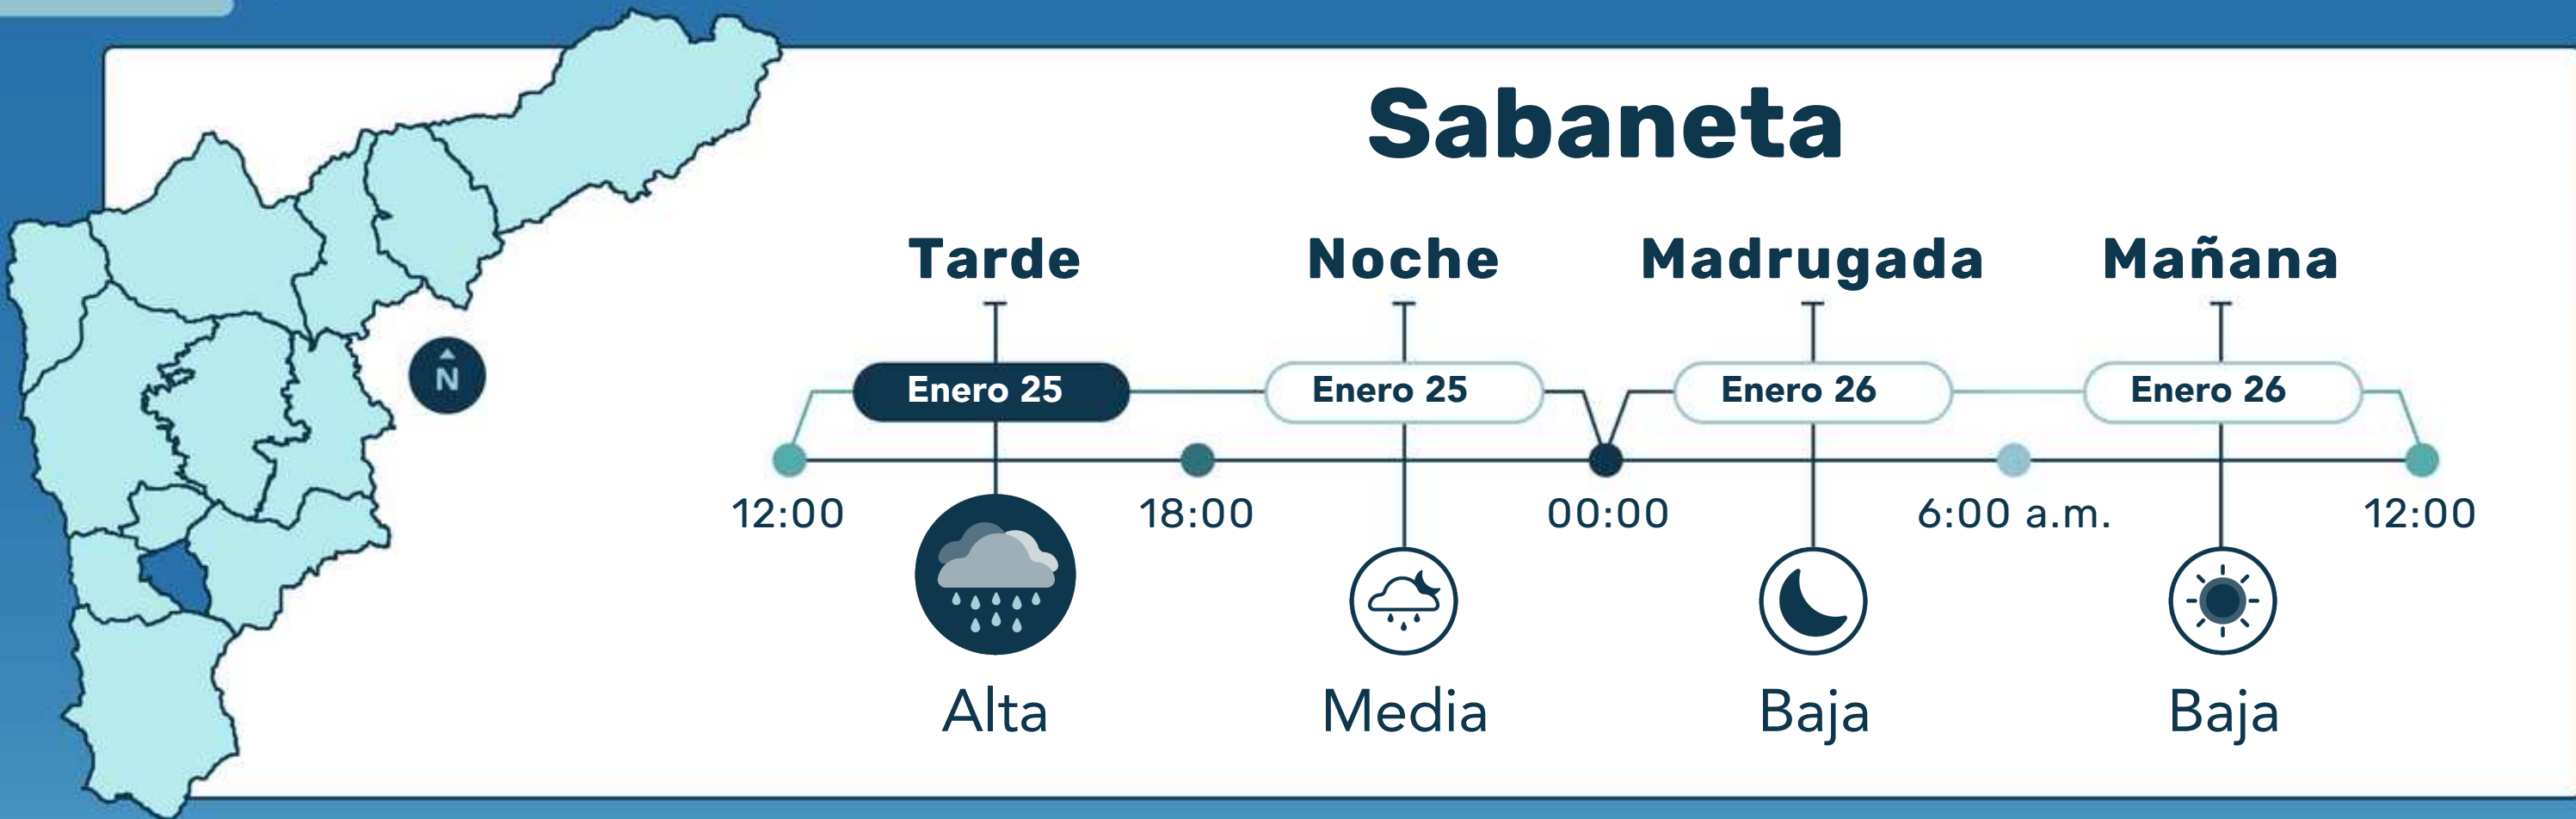 Sabaneta
Tarde Noche Madrugada Mañana
Enero 25 Enero 25 Enero 26 Enero 26
N
12:00 18:00 00:00 6:00 a.m. 12:00
Alta Media Baja Baja